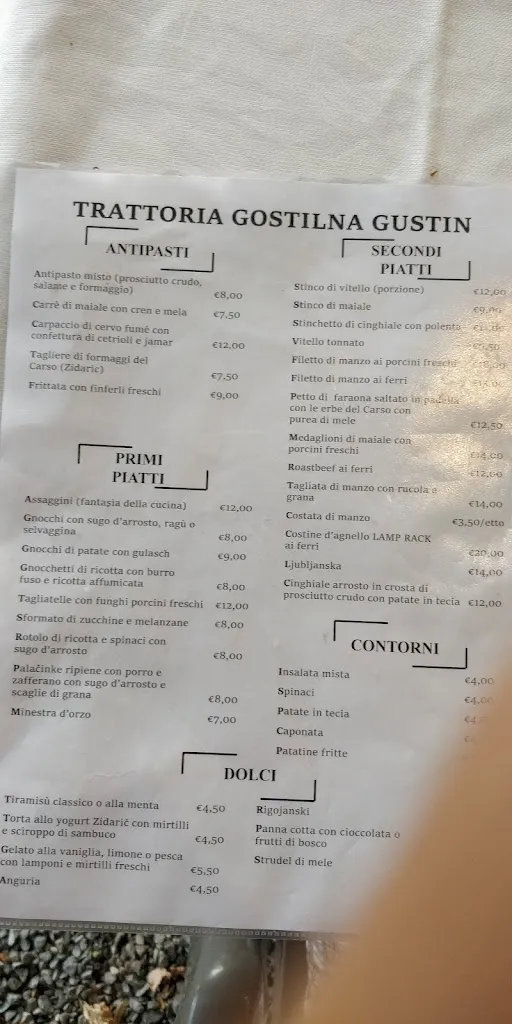 TRATTORIA GOSTILNA GUSTIN
ANTIPASTI
Antipasto misto (prosciutto crudo,
salame e formaggio) €8,00
Carrè di maiale con cren e mela €7,50
Carpaccio di cervo fumé con
confettura di cetrioli e jamar €12,00
Tagliere di formaggi del
Carso (Zidaric) €7,50
Frittata con finferli freschi €9,00
PRIMI
PIATTI
Assaggini (fantasia della cucina) €12,00
Gnocchi con sugo d'arrosto, ragù o
selvaggina €8,00
Gnocchi di patate con gulasch €9,00
Gnocchetti di ricotta con burro
fuso e ricotta affumicata €8,00
Tagliatelle con funghi porcini freschi €12,00
Sformato di zucchine e melanzane €8,00
Rotolo di ricotta e spinaci con
sugo d'arrosto €8,00
Palačinke ripiene con porro e
zafferano con sugo d'arrosto e
scaglie di grana €8,00
Minestra d'orzo €7,00
SECONDI
PIATTI
Stinco di vitello (porzione) €12,00
Stinco di maiale €9,00
Stinchetto di cinghiale con polenta
Vitello tonnato
Filetto di manzo ai porcini freschi
Filetto di manzo ai ferri
Petto di faraona saltato in padella
con le erbe del Carso con
purea di mele €12,50
Medaglioni di maiale con
porcini freschi €14,00
Roastbeef ai ferri €12,00
Tagliata di manzo con rucola e
grana €14,00
Costata di manzo €3,50/etto
Costine d'agnello LAMP RACK
ai ferri €20,00
Ljubljanska €14,00
Cinghiale arrosto in crosta di
prosciutto crudo con patate in tecia €12,00
CONTORNI
Insalata mista €4,00
Spinaci €4,00
Patate in tecia
Caponata
Patatine fritte
DOLCI
Tiramisù classico o alla menta €4,50
Torta allo yogurt Zidarič con mirtilli
e sciroppo di sambuco €4,50
Gelato alla vaniglia, limone o pesca
con lamponi e mirtilli freschi €5,50
Anguria €4,50
Rigojanski
Panna cotta con cioccolata o
frutti di bosco
Strudel di mele